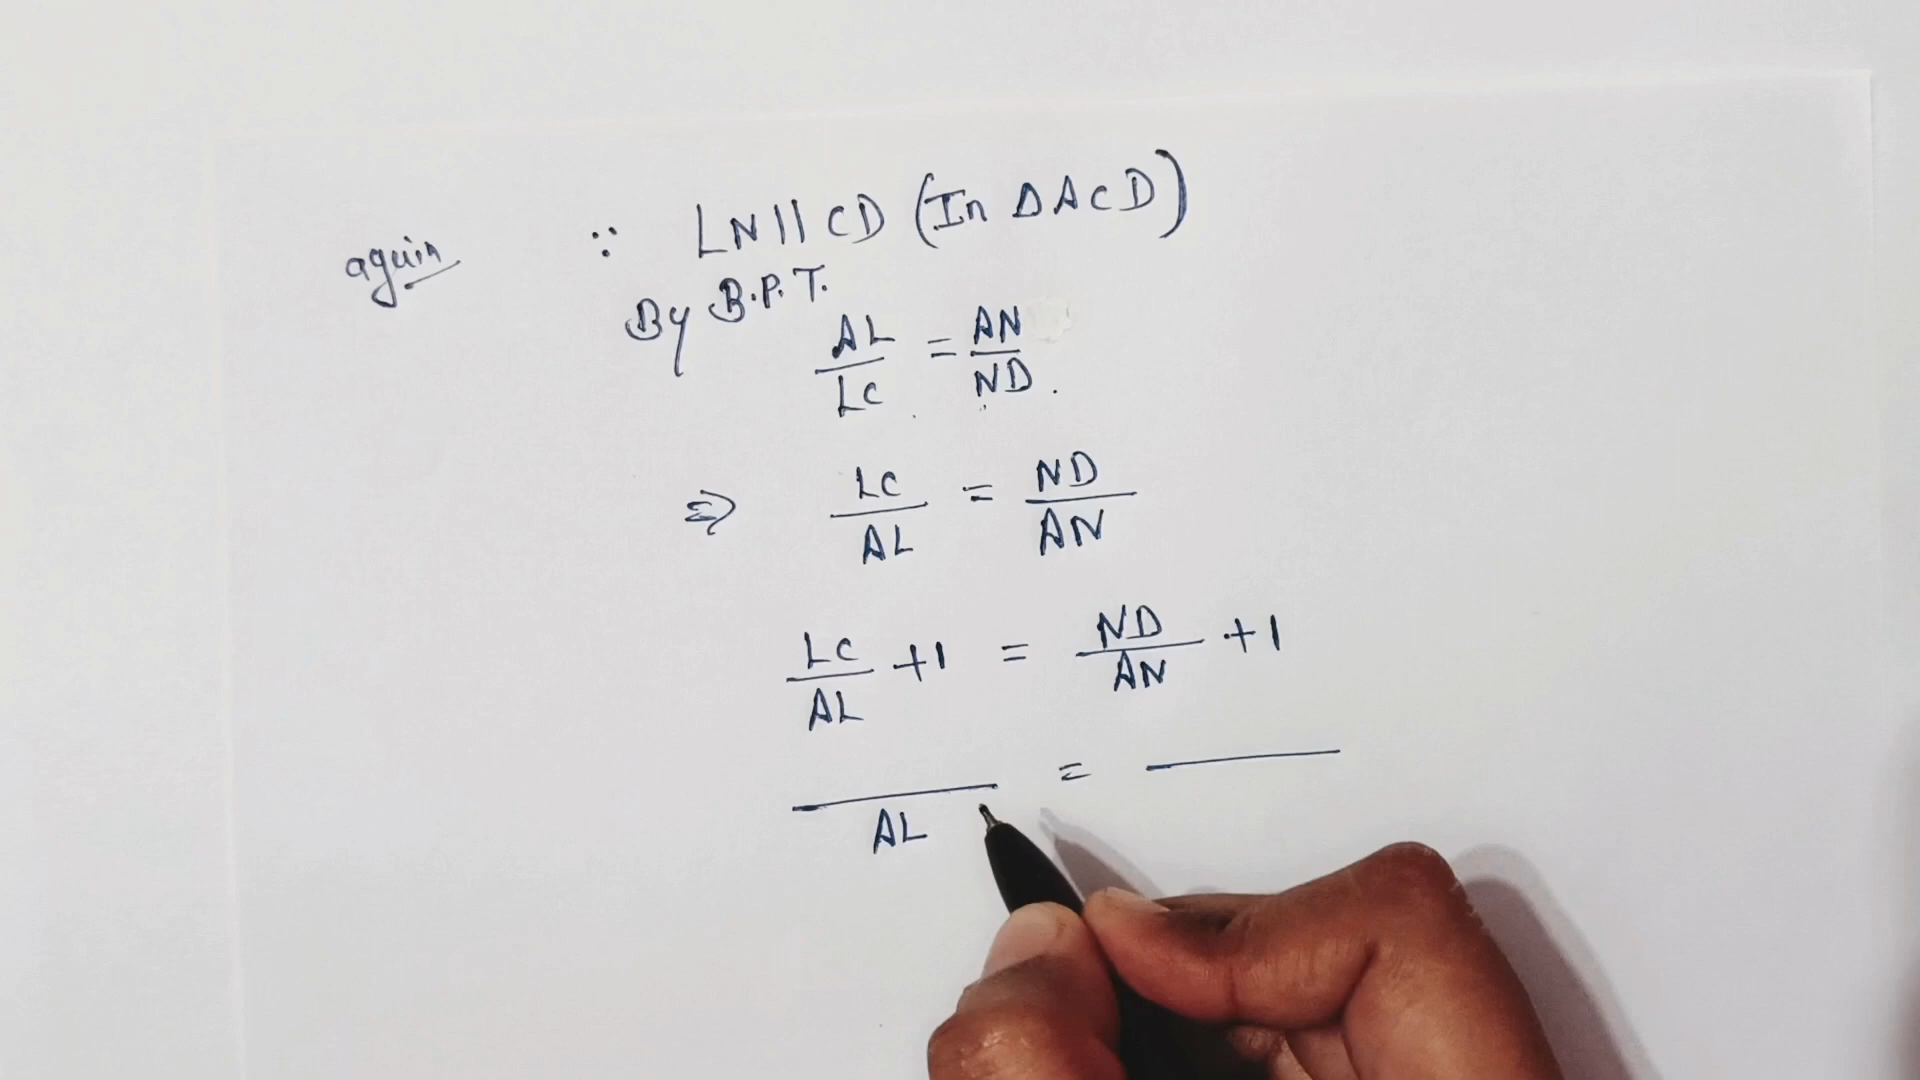 again ∵ LN || CD (In Δ ACD)
By B.P.T.
AL/LC = AN/ND.
⇒ LC/AL = ND/AN
LC/AL + 1 = ND/AN + 1
/AL =